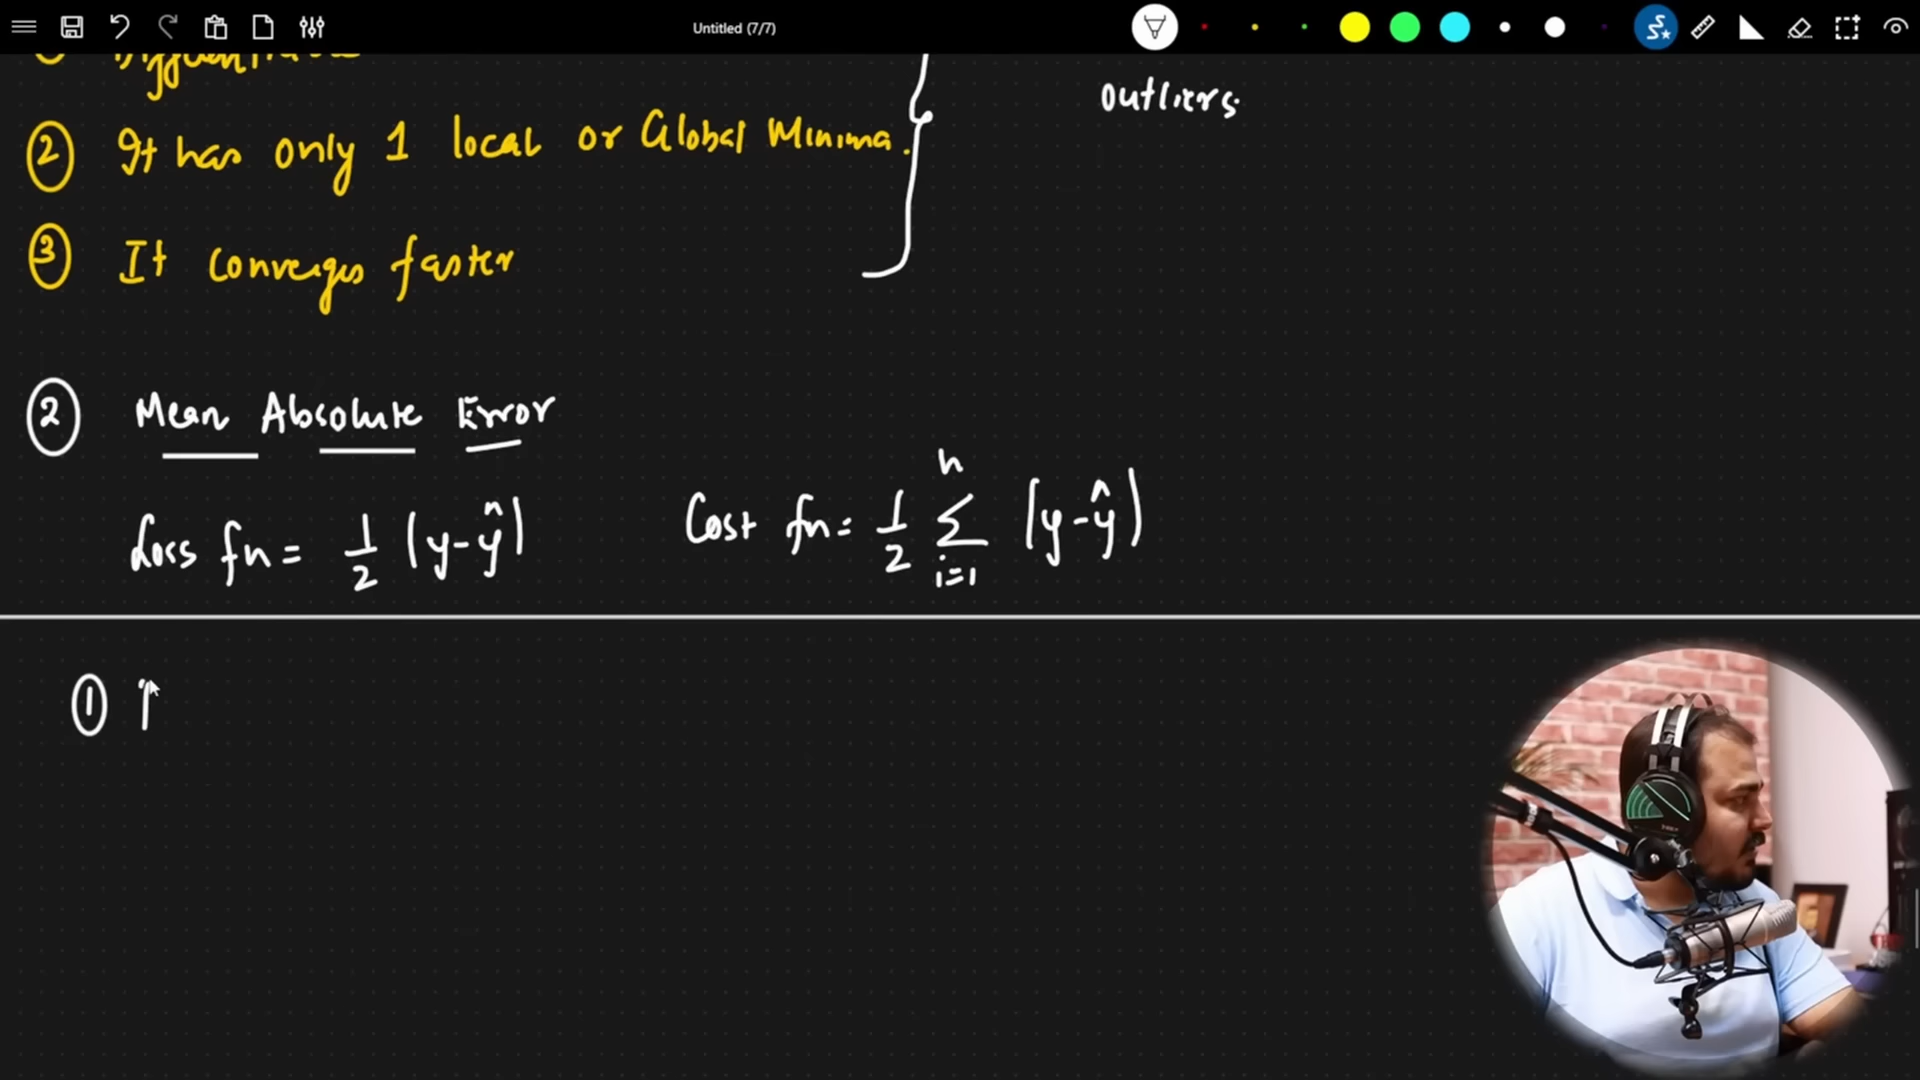 Untitled (7/7)
outliers.
② It has only 1 local or Global Minima.
③ It converges faster
② Mean Absolute Error
Loss fn = 1/2 |y-ŷ|
Cost fn = 1/2 n∑i=1 |y-ŷ|
①